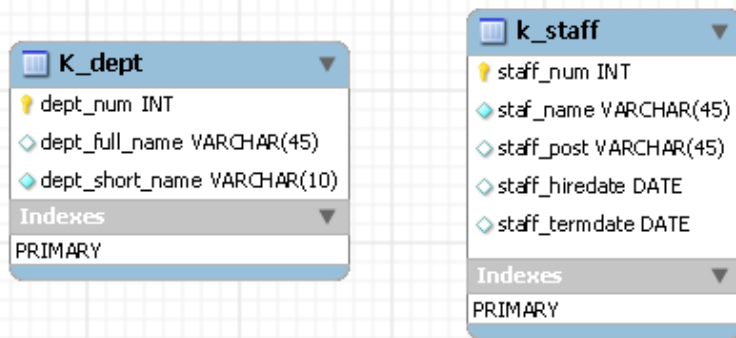 K_dept
dept_num INT
dept_full_name VARCHAR(45)
dept_short_name VARCHAR(10)
Indexes
PRIMARY
k_staff
staff_num INT
staf_name VARCHAR(45)
staff_post VARCHAR(45)
staff_hiredate DATE
staff_termdate DATE
Indexes
PRIMARY